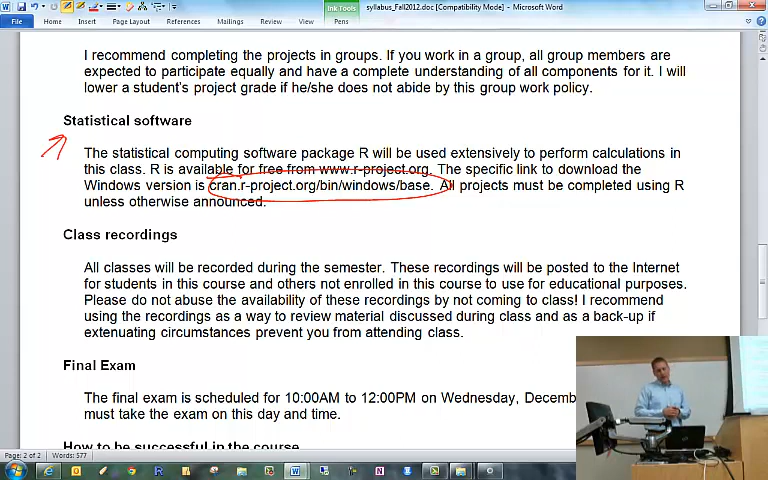 syllabus_Fall2012.doc [Compatibility Mode] - Microsoft Word
Ink Tools
File Home Insert Page Layout References Mailings Review View Pens
I recommend completing the projects in groups. If you work in a group, all group members are
expected to participate equally and have a complete understanding of all components for it. I will
lower a student's project grade if he/she does not abide by this group work policy.
Statistical software
The statistical computing software package R will be used extensively to perform calculations in
this class. R is available for free from www.r-project.org. The specific link to download the
Windows version is cran.r-project.org/bin/windows/base. All projects must be completed using R
unless otherwise announced.
Class recordings
All classes will be recorded during the semester. These recordings will be posted to the Internet
for students in this course and others not enrolled in this course to use for educational purposes.
Please do not abuse the availability of these recordings by not coming to class! I recommend
using the recordings as a way to review material discussed during class and as a back-up if
extenuating circumstances prevent you from attending class.
Final Exam
The final exam is scheduled for 10:00AM to 12:00PM on Wednesday, Decem
must take the exam on this day and time.
How to be successful in the course
Page: 2 of 2 Words: 577